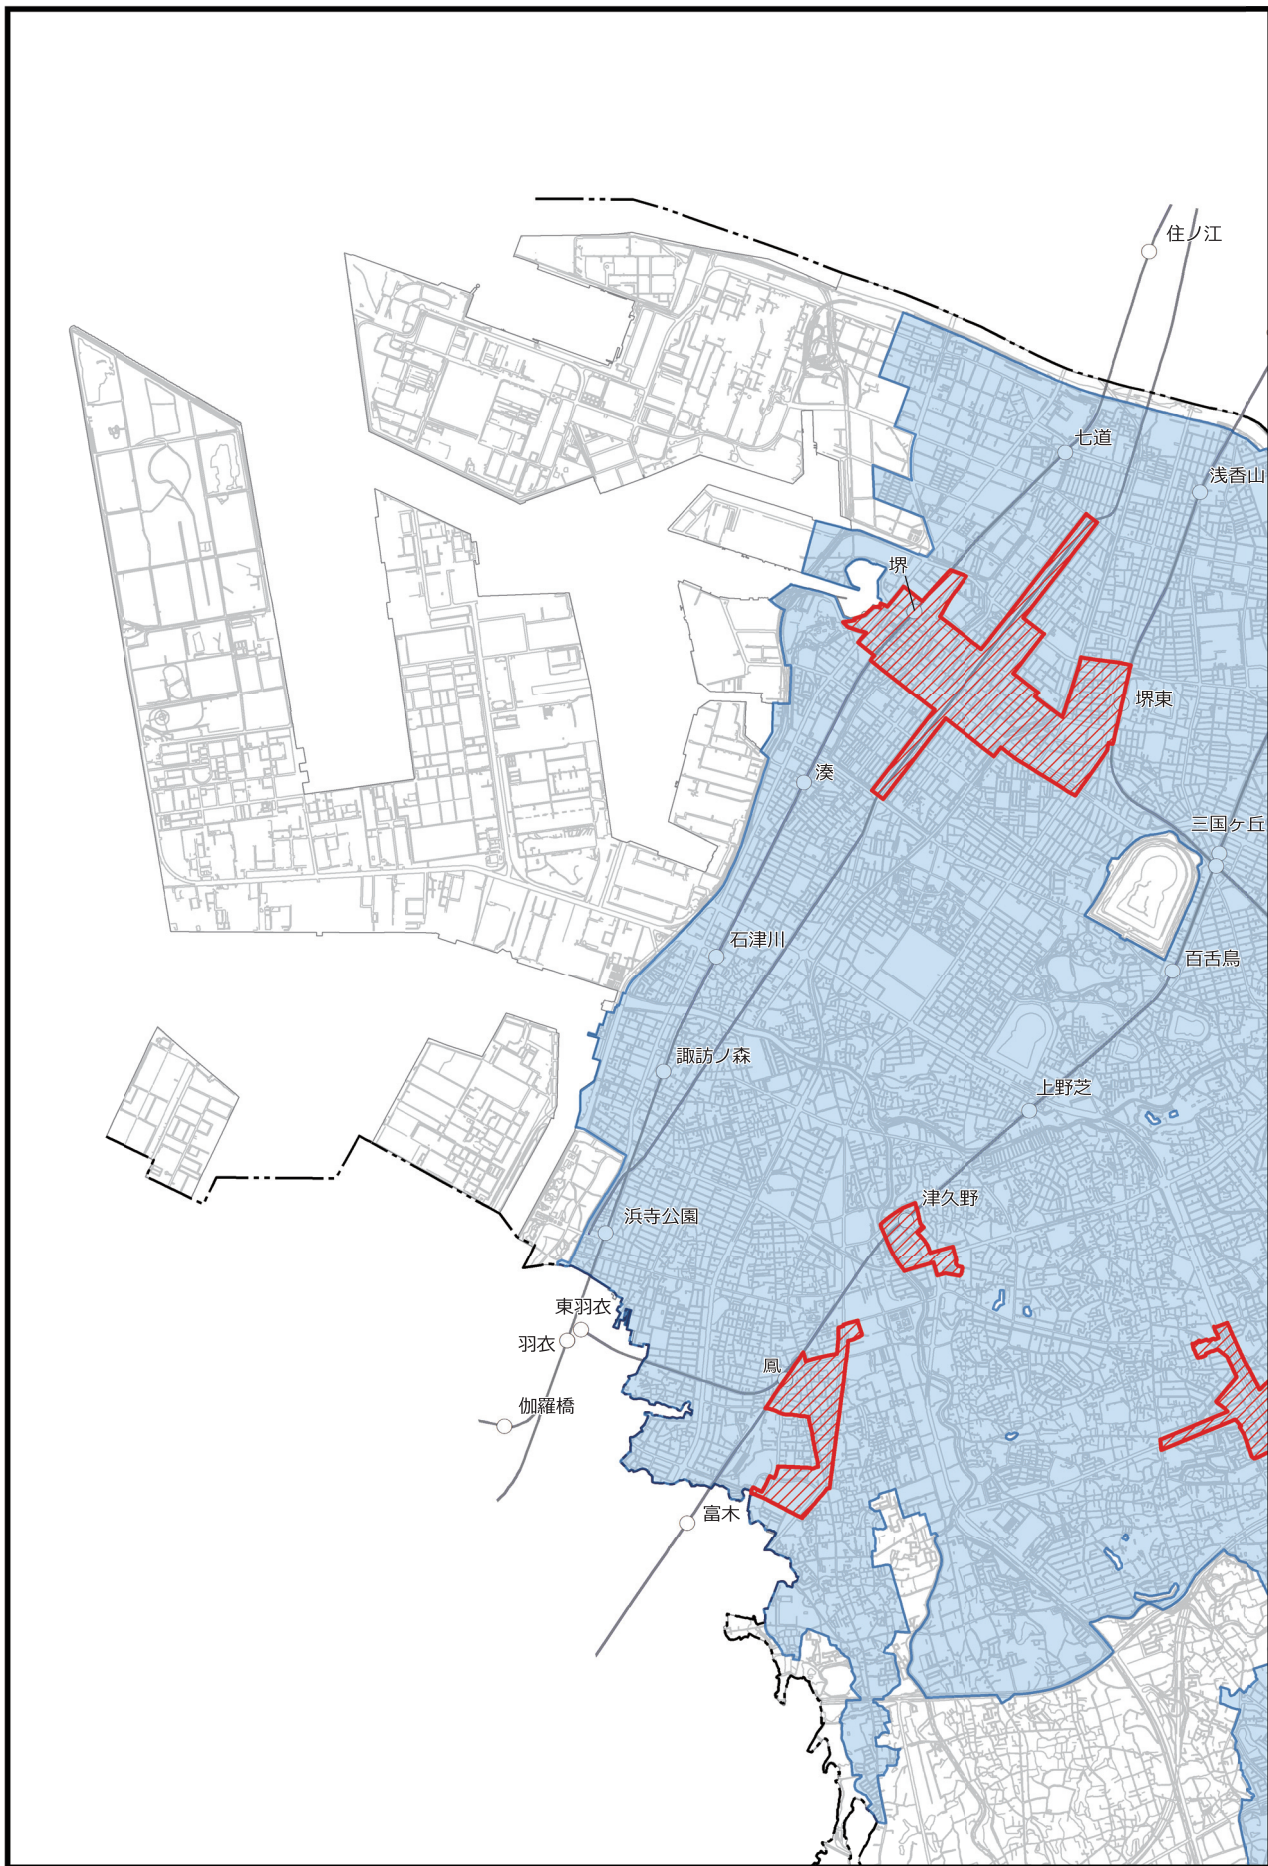 住ノ江
七道
浅香山
堺
堺東
湊
三国ヶ丘
石津川
百舌鳥
諏訪ノ森
上野芝
津久野
浜寺公園
東羽衣
羽衣
鳳
伽羅橋
富木